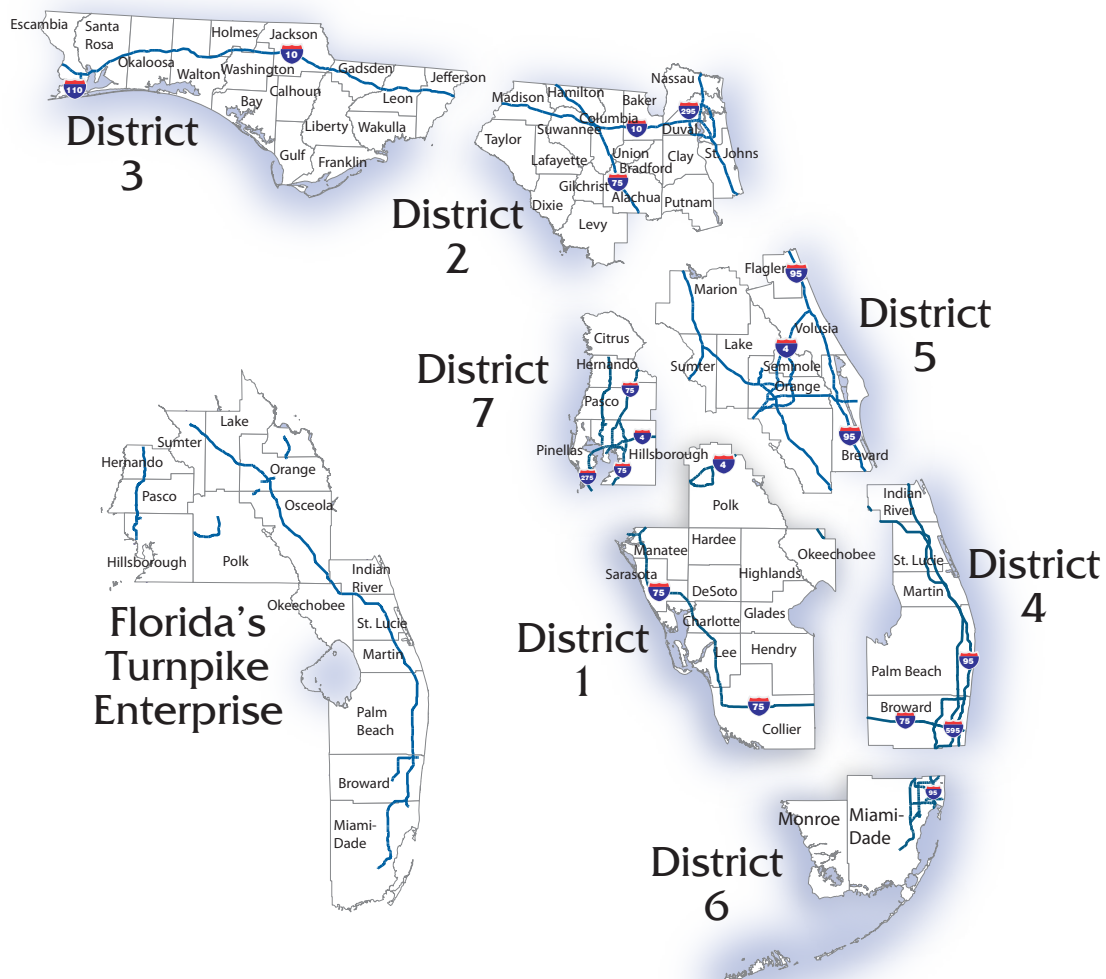 Escambia
Santa
Rosa
Okaloosa
Walton
Holmes
Washington
Jackson
Bay
Calhoun
Gulf
Liberty
Franklin
Gadsden
Leon
Wakulla
Jefferson
10
110
District
3
Madison
Hamilton
Taylor
Suwannee
Columbia
Baker
Nassau
Duval
Lafayette
Union
Bradford
Clay
St. Johns
Gilchrist
Dixie
Alachua
Putnam
Levy
295
10
75
District
2
Flagler
Marion
Volusia
Lake
Sumter
Seminole
Orange
Brevard
95
4
95
District
5
Citrus
Hernando
Pasco
Pinellas
Hillsborough
75
4
275
75
District
7
Polk
Hardee
Manatee
Okeechobee
Sarasota
DeSoto
Highlands
Charlotte
Glades
Lee
Hendry
Collier
4
75
75
District
1
Indian
River
St. Lucie
Martin
Palm Beach
Broward
95
75
595
District
4
Monroe
Miami-
Dade
95
District
6
Lake
Sumter
Hernando
Orange
Pasco
Osceola
Hillsborough
Polk
Indian
River
Okeechobee
St. Lucie
Martin
Palm
Beach
Broward
Miami-
Dade
Florida's
Turnpike
Enterprise